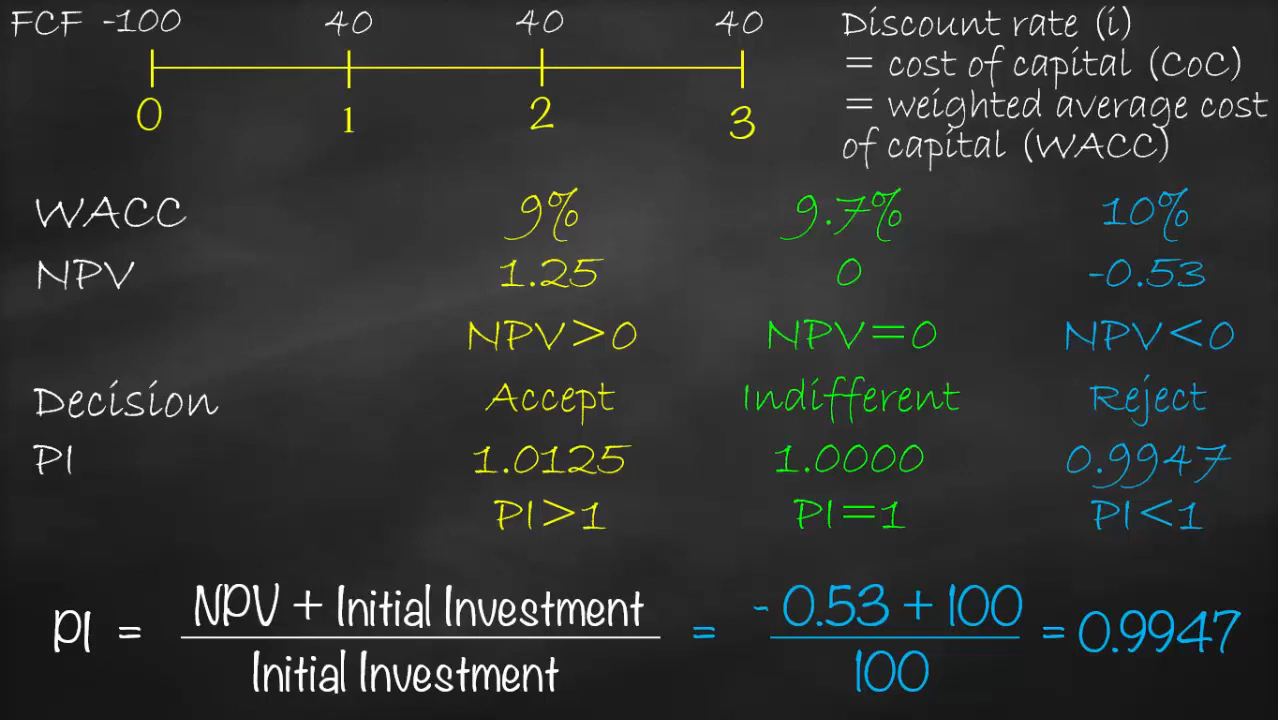 FCF -100 40 40 40
0 1 2 3
Discount rate (i)
= cost of capital (CoC)
= weighted average cost
of capital (WACC)
WACC 9% 9.7% 10%
NPV 1.25 0 -0.53
NPV>0 NPV=0 NPV<0
Decision Accept Indifferent Reject
PI 1.0125 1.0000 0.9947
PI>1 PI=1 PI<1
PI = NPV + Initial Investment / Initial Investment = -0.53 + 100 / 100 = 0.9947